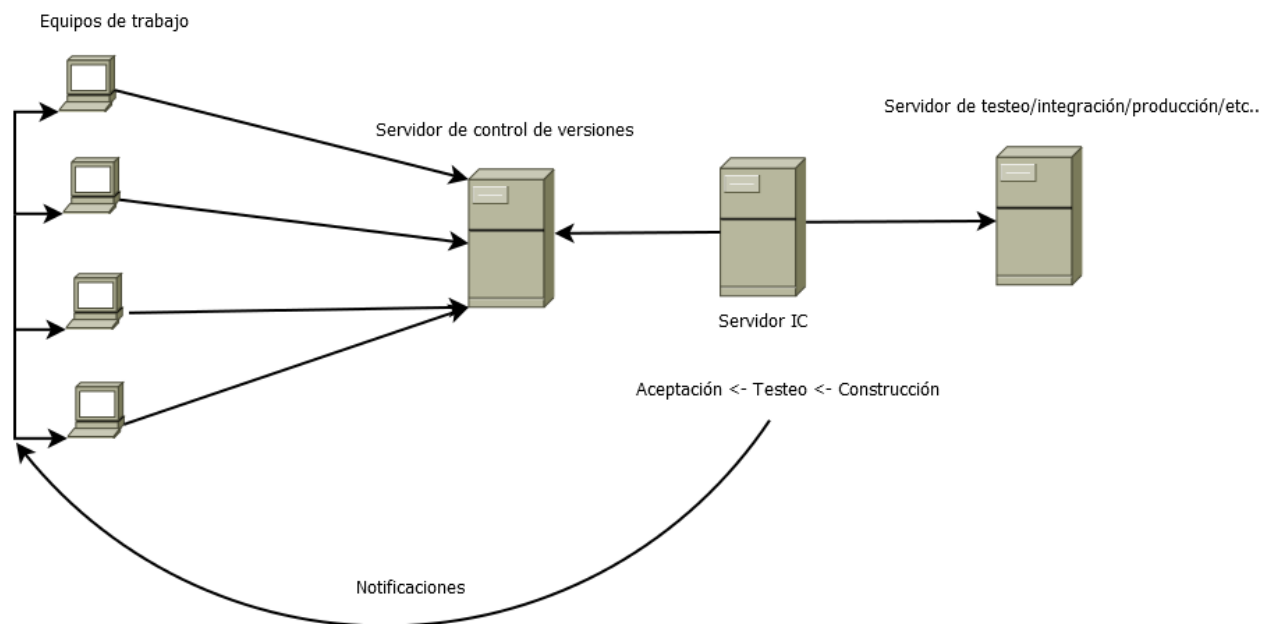 Equipos de trabajo
Servidor de control de versiones
Servidor de testeo/integración/producción/etc..
Servidor IC
Aceptación <- Testeo <- Construcción
Notificaciones